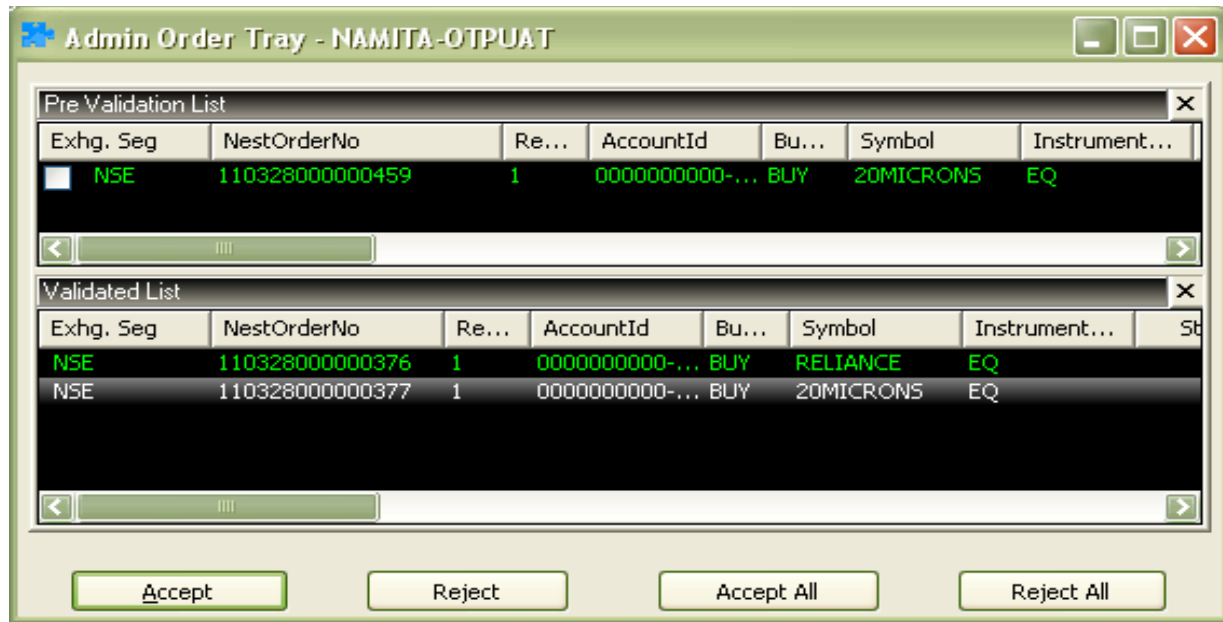 Admin Order Tray - NAMITA-OTPUAT
Pre Validation List
Exhg. Seg NestOrderNo Re... AccountId Bu... Symbol Instrument...
NSE 110328000000459 1 0000000000-... BUY 20MICRONS EQ
Validated List
Exhg. Seg NestOrderNo Re... AccountId Bu... Symbol Instrument... St
NSE 110328000000376 1 0000000000-... BUY RELIANCE EQ
NSE 110328000000377 1 0000000000-... BUY 20MICRONS EQ
Accept Reject Accept All Reject All